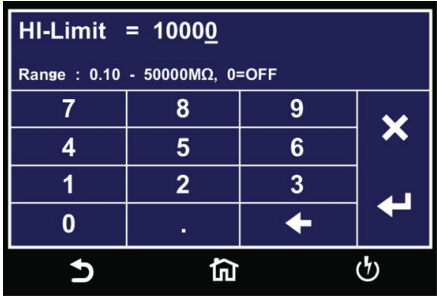 HI-Limit = 10000
Range : 0.10 - 50000MΩ, 0=OFF
7 8 9
4 5 6
1 2 3
0 .